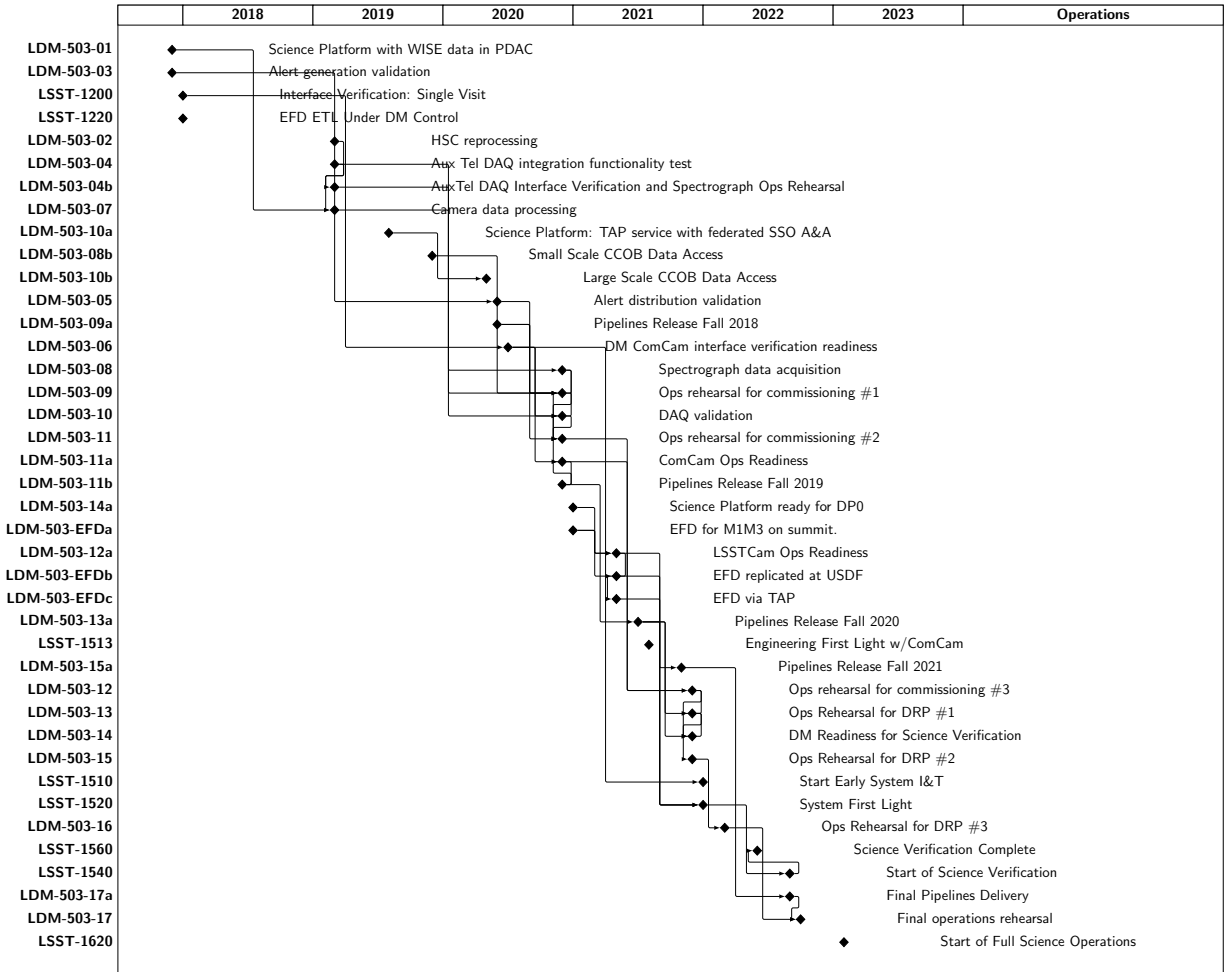 2018 2019 2020 2021 2022 2023 Operations
LDM-503-01 Science Platform with WISE data in PDAC
LDM-503-03 Alert generation validation
LSST-1200 Interface Verification: Single Visit
LSST-1220 EFD ETL Under DM Control
LDM-503-02 HSC reprocessing
LDM-503-04 Aux Tel DAQ integration functionality test
LDM-503-04b AuxTel DAQ Interface Verification and Spectrograph Ops Rehearsal
LDM-503-07 Camera data processing
LDM-503-10a Science Platform: TAP service with federated SSO A&A
LDM-503-08b Small Scale CCOB Data Access
LDM-503-10b Large Scale CCOB Data Access
LDM-503-05 Alert distribution validation
LDM-503-09a Pipelines Release Fall 2018
LDM-503-06 DM ComCam interface verification readiness
LDM-503-08 Spectrograph data acquisition
LDM-503-09 Ops rehearsal for commissioning #1
LDM-503-10 DAQ validation
LDM-503-11 Ops rehearsal for commissioning #2
LDM-503-11a ComCam Ops Readiness
LDM-503-11b Pipelines Release Fall 2019
LDM-503-14a Science Platform ready for DP0
LDM-503-EFDa EFD for M1M3 on summit.
LDM-503-12a LSSTCam Ops Readiness
LDM-503-EFDb EFD replicated at USDF
LDM-503-EFDc EFD via TAP
LDM-503-13a Pipelines Release Fall 2020
LSST-1513 Engineering First Light w/ComCam
LDM-503-15a Pipelines Release Fall 2021
LDM-503-12 Ops rehearsal for commissioning #3
LDM-503-13 Ops Rehearsal for DRP #1
LDM-503-14 DM Readiness for Science Verification
LDM-503-15 Ops Rehearsal for DRP #2
LSST-1510 Start Early System I&T
LSST-1520 System First Light
LDM-503-16 Ops Rehearsal for DRP #3
LSST-1560 Science Verification Complete
LSST-1540 Start of Science Verification
LDM-503-17a Final Pipelines Delivery
LDM-503-17 Final operations rehearsal
LSST-1620 Start of Full Science Operations